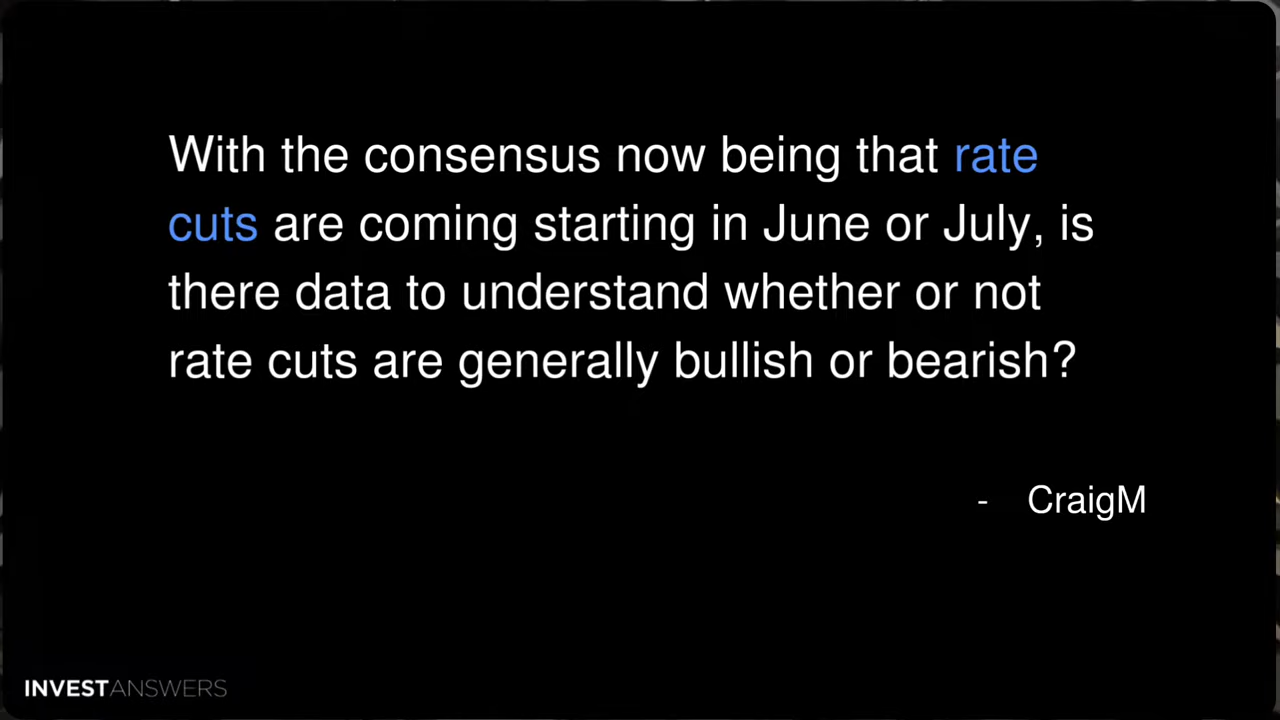 With the consensus now being that rate
cuts are coming starting in June or July, is
there data to understand whether or not
rate cuts are generally bullish or bearish?
- CraigM
INVESTANSWERS